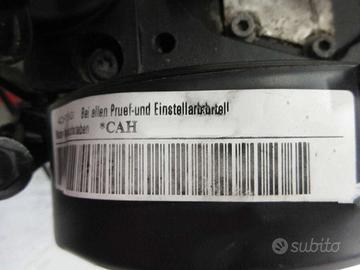 Bei allen Pruef-und Einstellarbeiten
*CAH
subito